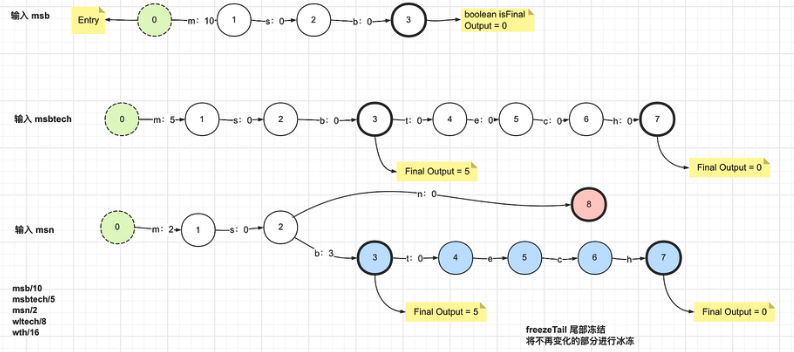 输入 msb
Entry
0
m: 10
1
s: 0
2
b: 0
3
boolean isFinal
Output = 0
输入 msbtech
0
m: 5
1
s: 0
2
b: 0
3
t: 0
4
e: 0
5
c: 0
6
h: 0
7
Final Output = 5
Final Output = 0
输入 msn
0
m: 2
1
s: 0
2
n: 0
8
b: 3
3
t: 0
4
e
5
c
6
h
7
Final Output = 5
Final Output = 0
msb/10
msbtech/5
msn/2
wltech/8
wth/16
freezeTail 尾部冻结
将不再变化的部分进行冰冻